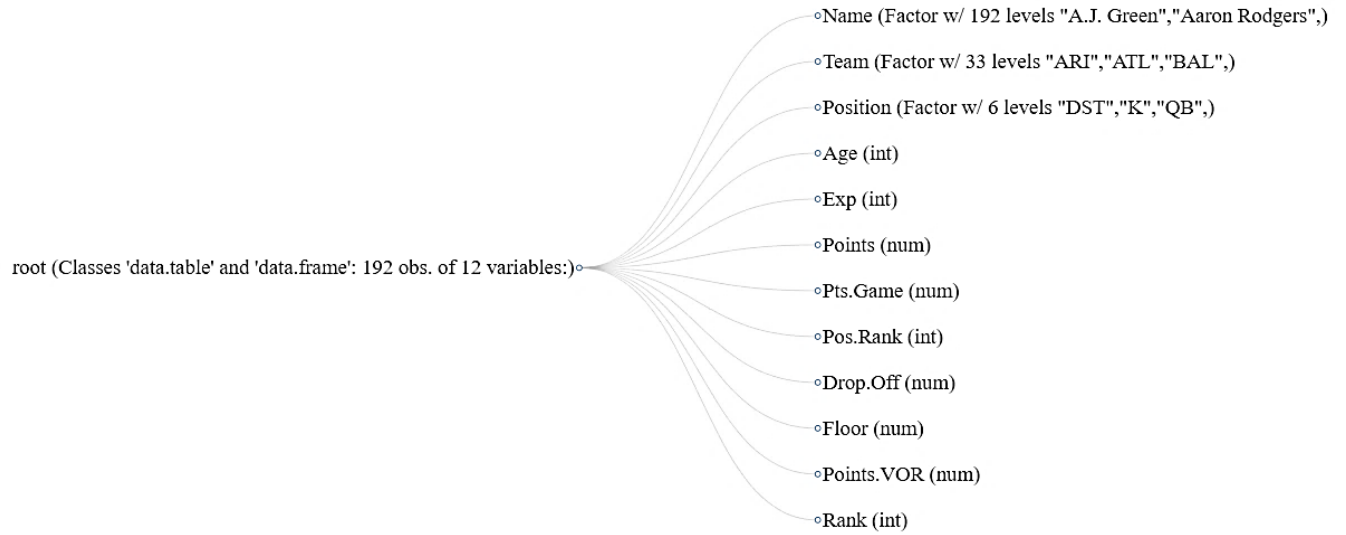 Name (Factor w/ 192 levels "A.J. Green","Aaron Rodgers",)
Team (Factor w/ 33 levels "ARI","ATL","BAL",)
Position (Factor w/ 6 levels "DST","K","QB",)
Age (int)
Exp (int)
Points (num)
root (Classes 'data.table' and 'data.frame': 192 obs. of 12 variables:)
Pts.Game (num)
Pos.Rank (int)
Drop.Off (num)
Floor (num)
Points.VOR (num)
Rank (int)